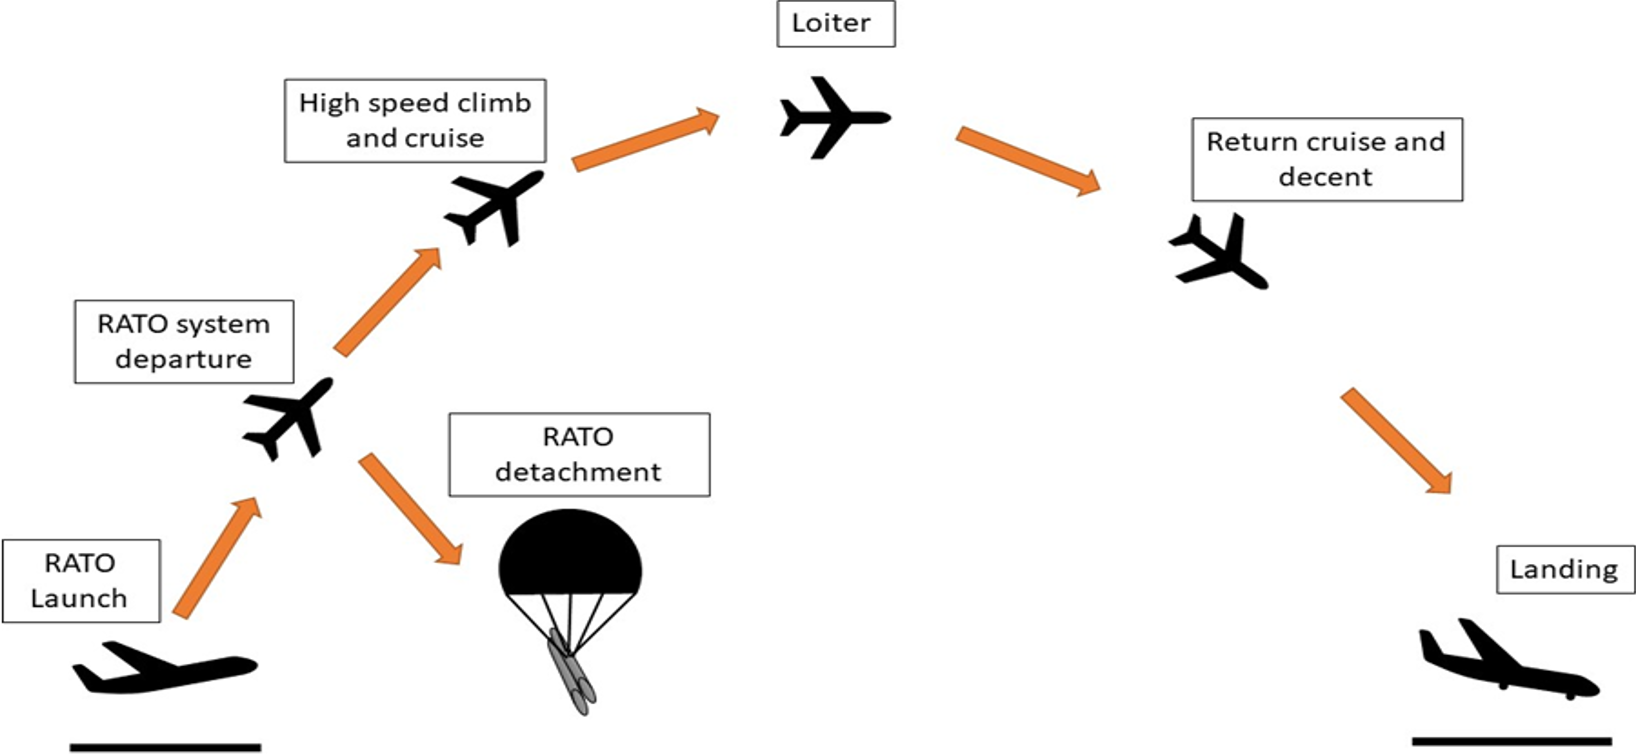 Loiter
High speed climb
and cruise
Return cruise and
decent
RATO system
departure
RATO
detachment
RATO
Launch
Landing